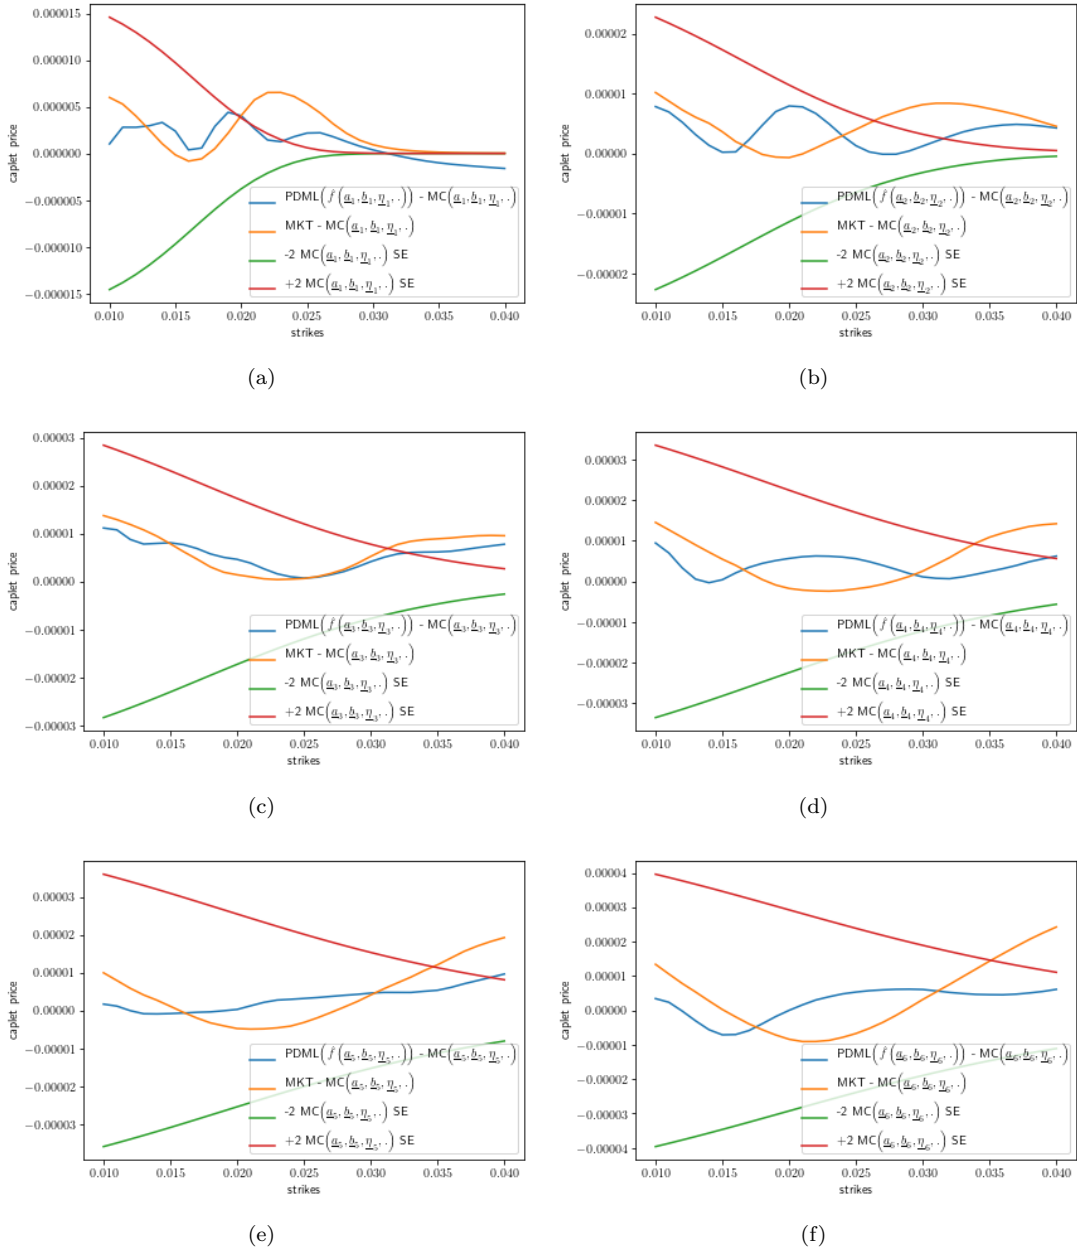 0.000015
0.000010
0.000005
0.000000
−0.000005
−0.000010
−0.000015
caplet price
PDML(f̂(a₁, b₁, η₁, .)) - MC(a₁, b₁, η₁, .)
MKT - MC(a₁, b₁, η₁, .)
-2 MC(a₁, b₁, η₁, .) SE
+2 MC(a₁, b₁, η₁, .) SE
0.010 0.015 0.020 0.025 0.030 0.035 0.040
strikes
(a)
0.00002
0.00001
0.00000
−0.00001
−0.00002
caplet price
PDML(f̂(a₂, b₂, η₂, .)) - MC(a₂, b₂, η₂, .)
MKT - MC(a₂, b₂, η₂, .)
-2 MC(a₂, b₂, η₂, .) SE
+2 MC(a₂, b₂, η₂, .) SE
0.010 0.015 0.020 0.025 0.030 0.035 0.040
strikes
(b)
0.00003
0.00002
0.00001
0.00000
−0.00001
−0.00002
−0.00003
caplet price
PDML(f̂(a₃, b₃, η₃, .)) - MC(a₃, b₃, η₃, .)
MKT - MC(a₃, b₃, η₃, .)
-2 MC(a₃, b₃, η₃, .) SE
+2 MC(a₃, b₃, η₃, .) SE
0.010 0.015 0.020 0.025 0.030 0.035 0.040
strikes
(c)
0.00003
0.00002
0.00001
0.00000
−0.00001
−0.00002
−0.00003
caplet price
PDML(f̂(a₄, b₄, η₄, .)) - MC(a₄, b₄, η₄, .)
MKT - MC(a₄, b₄, η₄, .)
-2 MC(a₄, b₄, η₄, .) SE
+2 MC(a₄, b₄, η₄, .) SE
0.010 0.015 0.020 0.025 0.030 0.035 0.040
strikes
(d)
0.00003
0.00002
0.00001
0.00000
−0.00001
−0.00002
−0.00003
caplet price
PDML(f̂(a₅, b₅, η₅, .)) - MC(a₅, b₅, η₅, .)
MKT - MC(a₅, b₅, η₅, .)
-2 MC(a₅, b₅, η₅, .) SE
+2 MC(a₅, b₅, η₅, .) SE
0.010 0.015 0.020 0.025 0.030 0.035 0.040
strikes
(e)
0.00004
0.00003
0.00002
0.00001
0.00000
−0.00001
−0.00002
−0.00003
−0.00004
caplet price
PDML(f̂(a₆, b₆, η₆, .)) - MC(a₆, b₆, η₆, .)
MKT - MC(a₆, b₆, η₆, .)
-2 MC(a₆, b₆, η₆, .) SE
+2 MC(a₆, b₆, η₆, .) SE
0.010 0.015 0.020 0.025 0.030 0.035 0.040
strikes
(f)